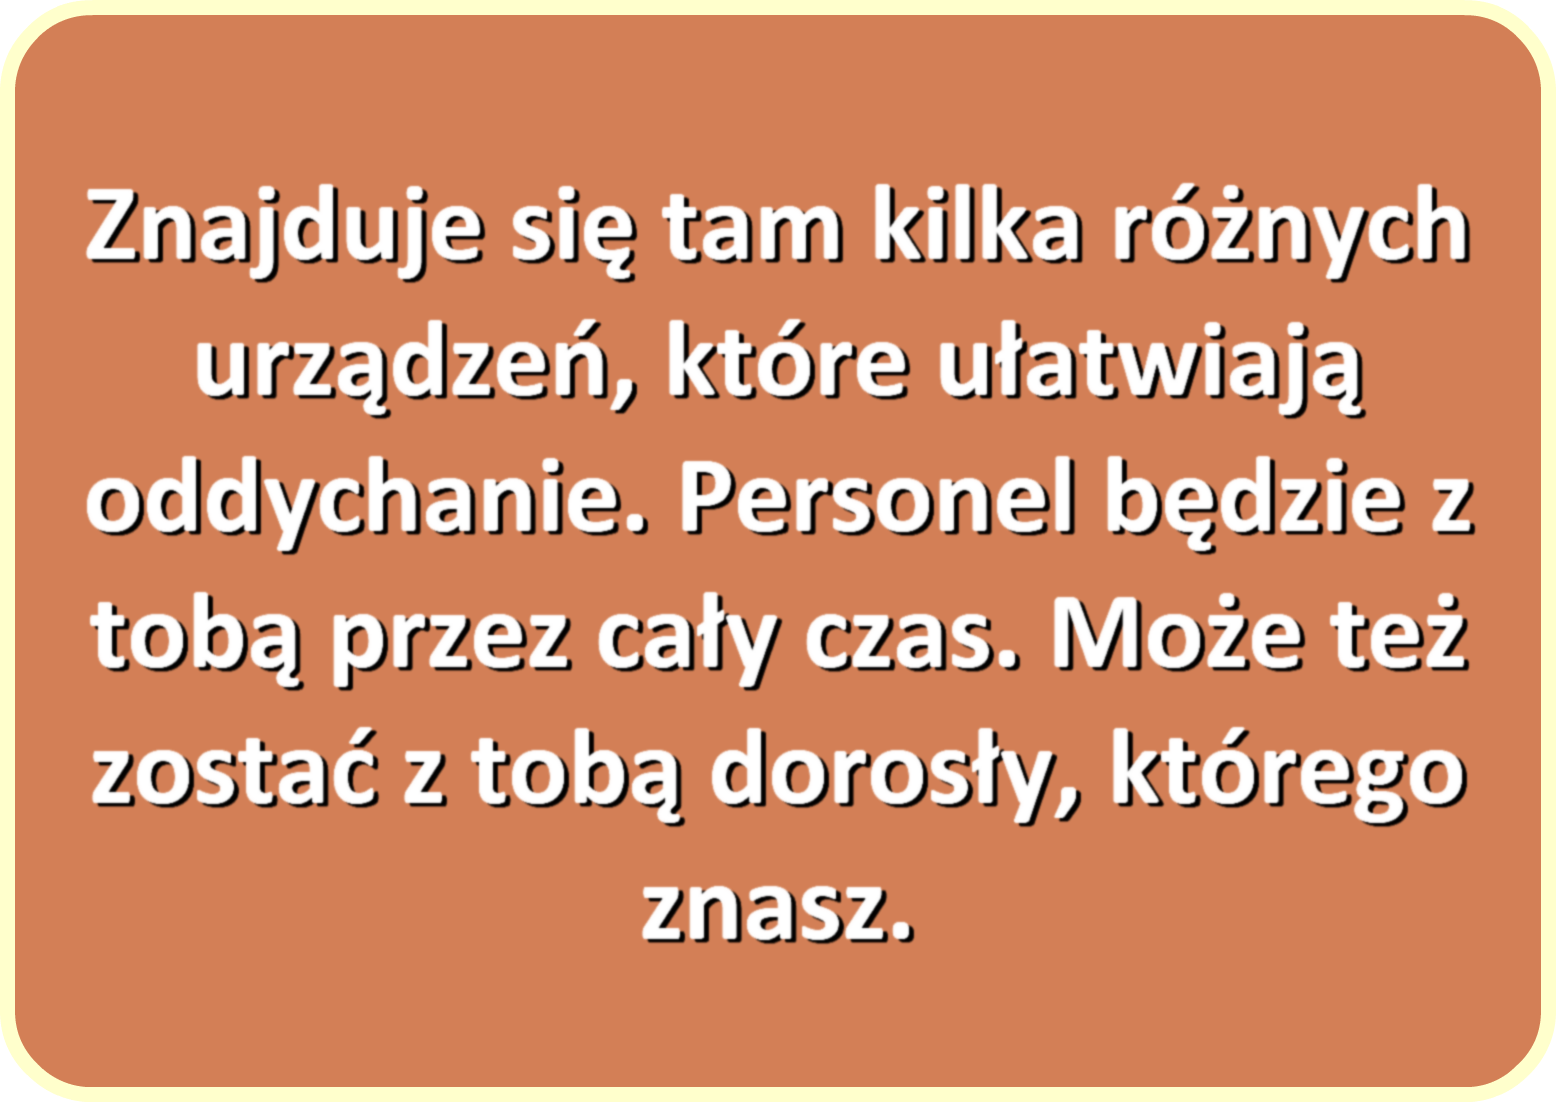 Znajduje się tam kilka różnych
urządzeń, które ułatwiają
oddychanie. Personel będzie z
tobą przez cały czas. Może też
zostać z tobą dorosły, którego
znasz.